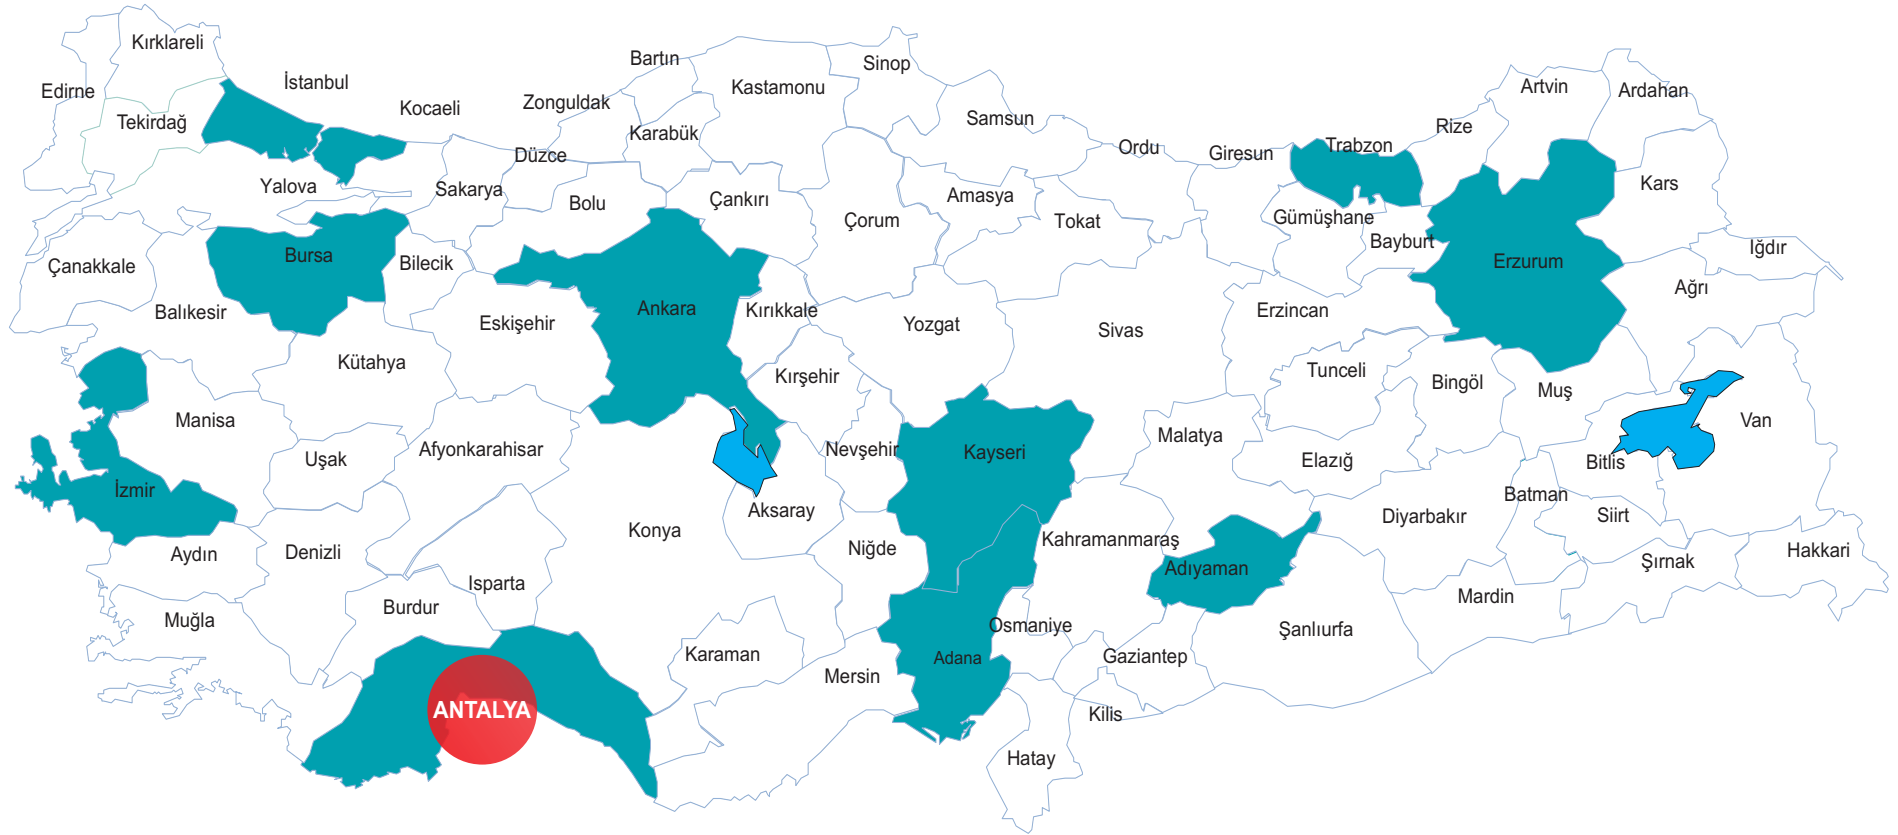 Kırklareli
Edirne
İstanbul
Tekirdağ
Kocaeli
Zonguldak
Bartın
Kastamonu
Sinop
Karabük
Samsun
Düzce
Ordu
Giresun
Trabzon
Rize
Artvin
Ardahan
Yalova
Sakarya
Bolu
Çankırı
Çorum
Amasya
Tokat
Gümüşhane
Bayburt
Kars
Iğdır
Çanakkale
Bursa
Bilecik
Erzurum
Ağrı
Balıkesir
Eskişehir
Ankara
Kırıkkale
Yozgat
Sivas
Erzincan
Kütahya
Kırşehir
Tunceli
Bingöl
Muş
Manisa
Uşak
Afyonkarahisar
Nevşehir
Kayseri
Malatya
Elazığ
Bitlis
Van
İzmir
Konya
Aksaray
Diyarbakır
Batman
Siirt
Aydın
Denizli
Isparta
Niğde
Kahramanmaraş
Adıyaman
Şırnak
Hakkari
Muğla
Burdur
Osmaniye
Şanlıurfa
Mardin
Karaman
Mersin
Adana
Gaziantep
ANTALYA
Kilis
Hatay